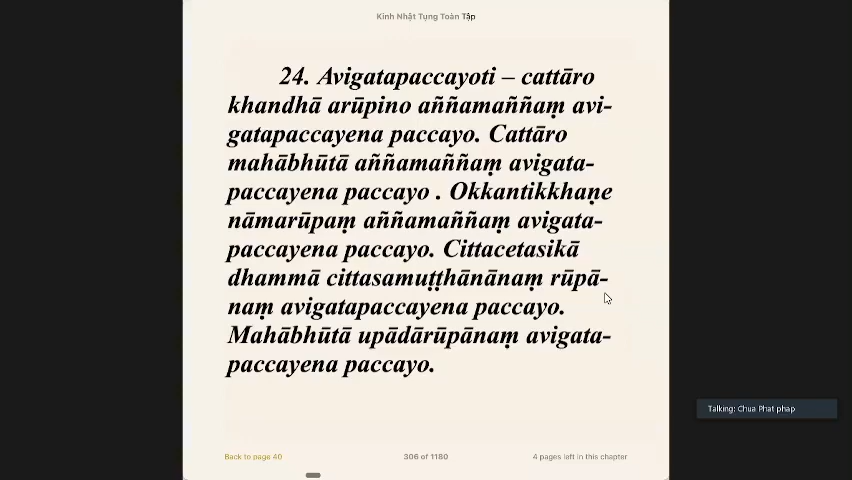 Kinh Nhật Tụng Toàn Tập
24. Avigatapaccayoti – cattāro
khandhā arūpino aññamaññaṃ avi-
gatapaccayena paccayo. Cattāro
mahābhūtā aññamaññaṃ avigata-
paccayena paccayo . Okkantikkhaṇe
nāmarūpaṃ aññamaññaṃ avigata-
paccayena paccayo. Cittacetasikā
dhammā cittasamuṭṭhānānaṃ rūpā-
naṃ avigatapaccayena paccayo.
Mahābhūtā upādārūpānaṃ avigata-
paccayena paccayo.
Talking: Chua Phat phap
Back to page 40
306 of 1180
4 pages left in this chapter